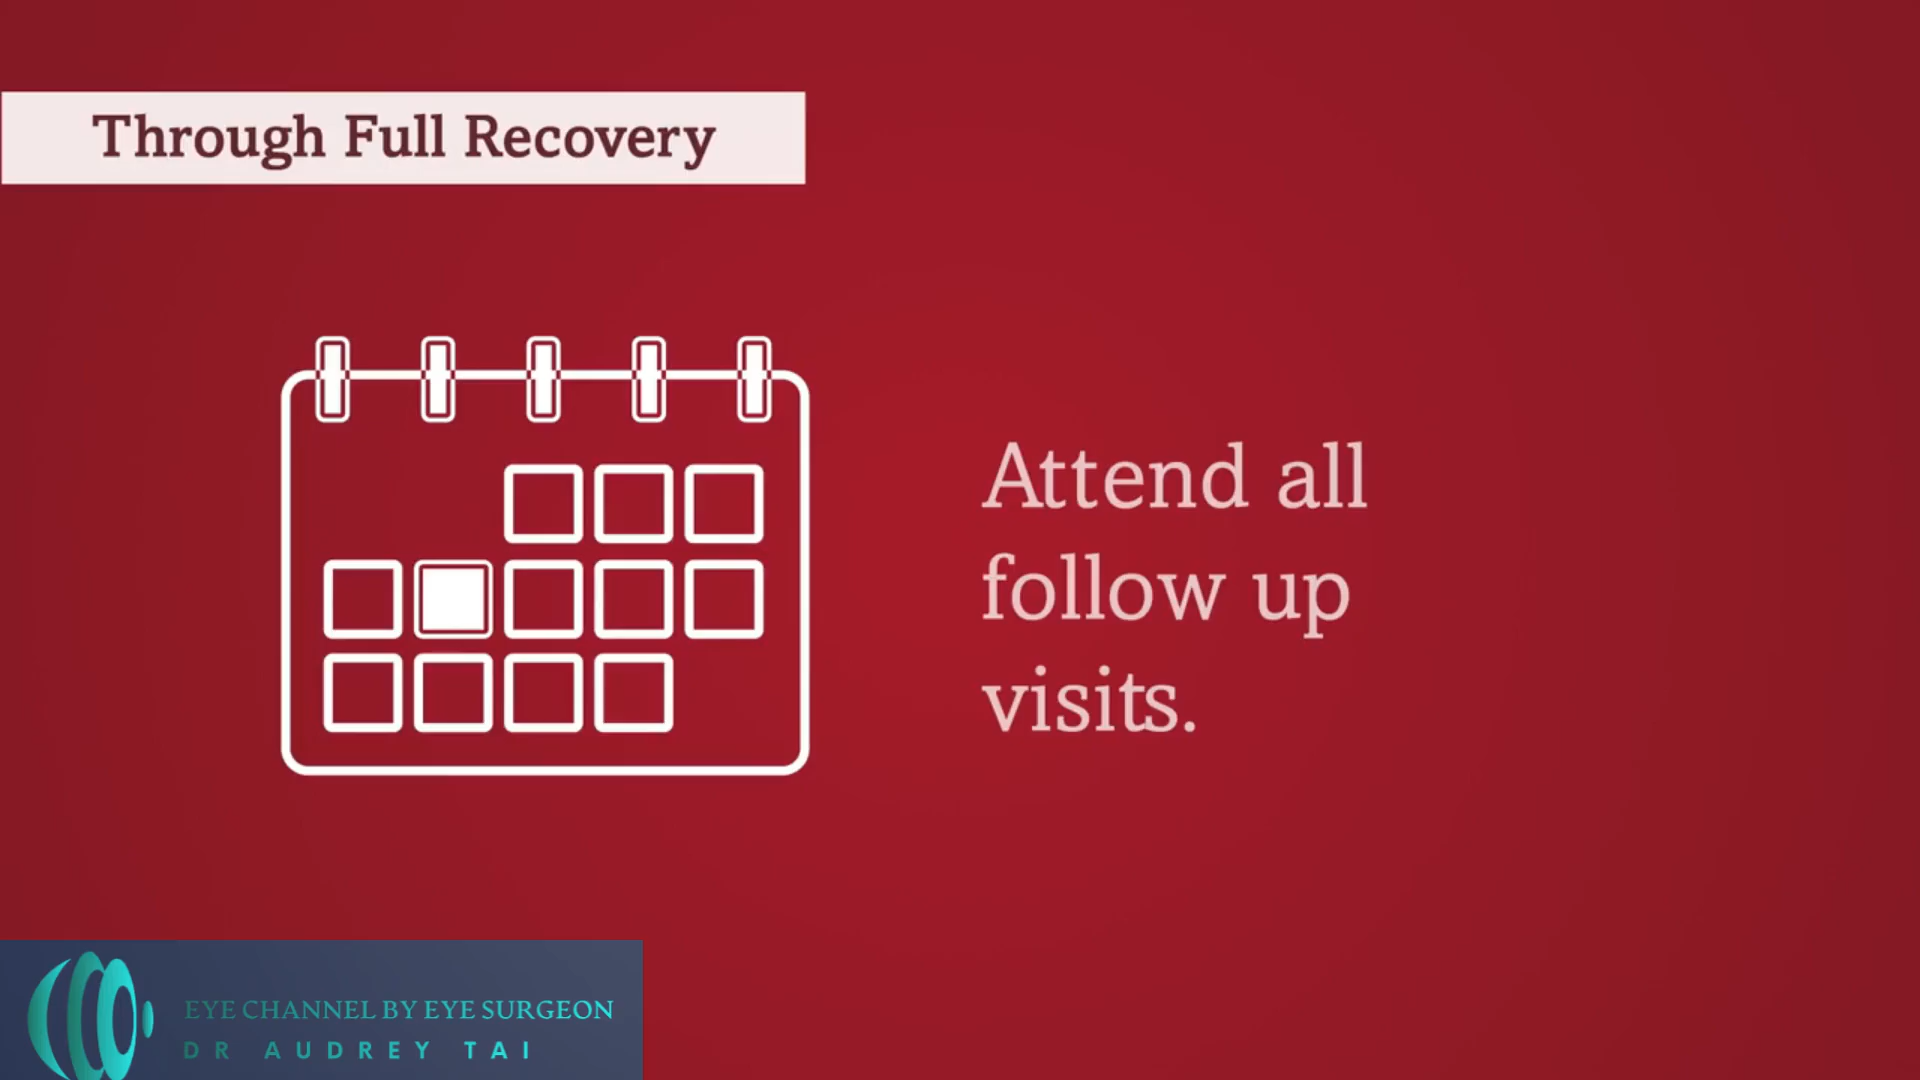 Through Full Recovery
Attend all
follow up
visits.
EYE CHANNEL BY EYE SURGEON
DR AUDREY TAI